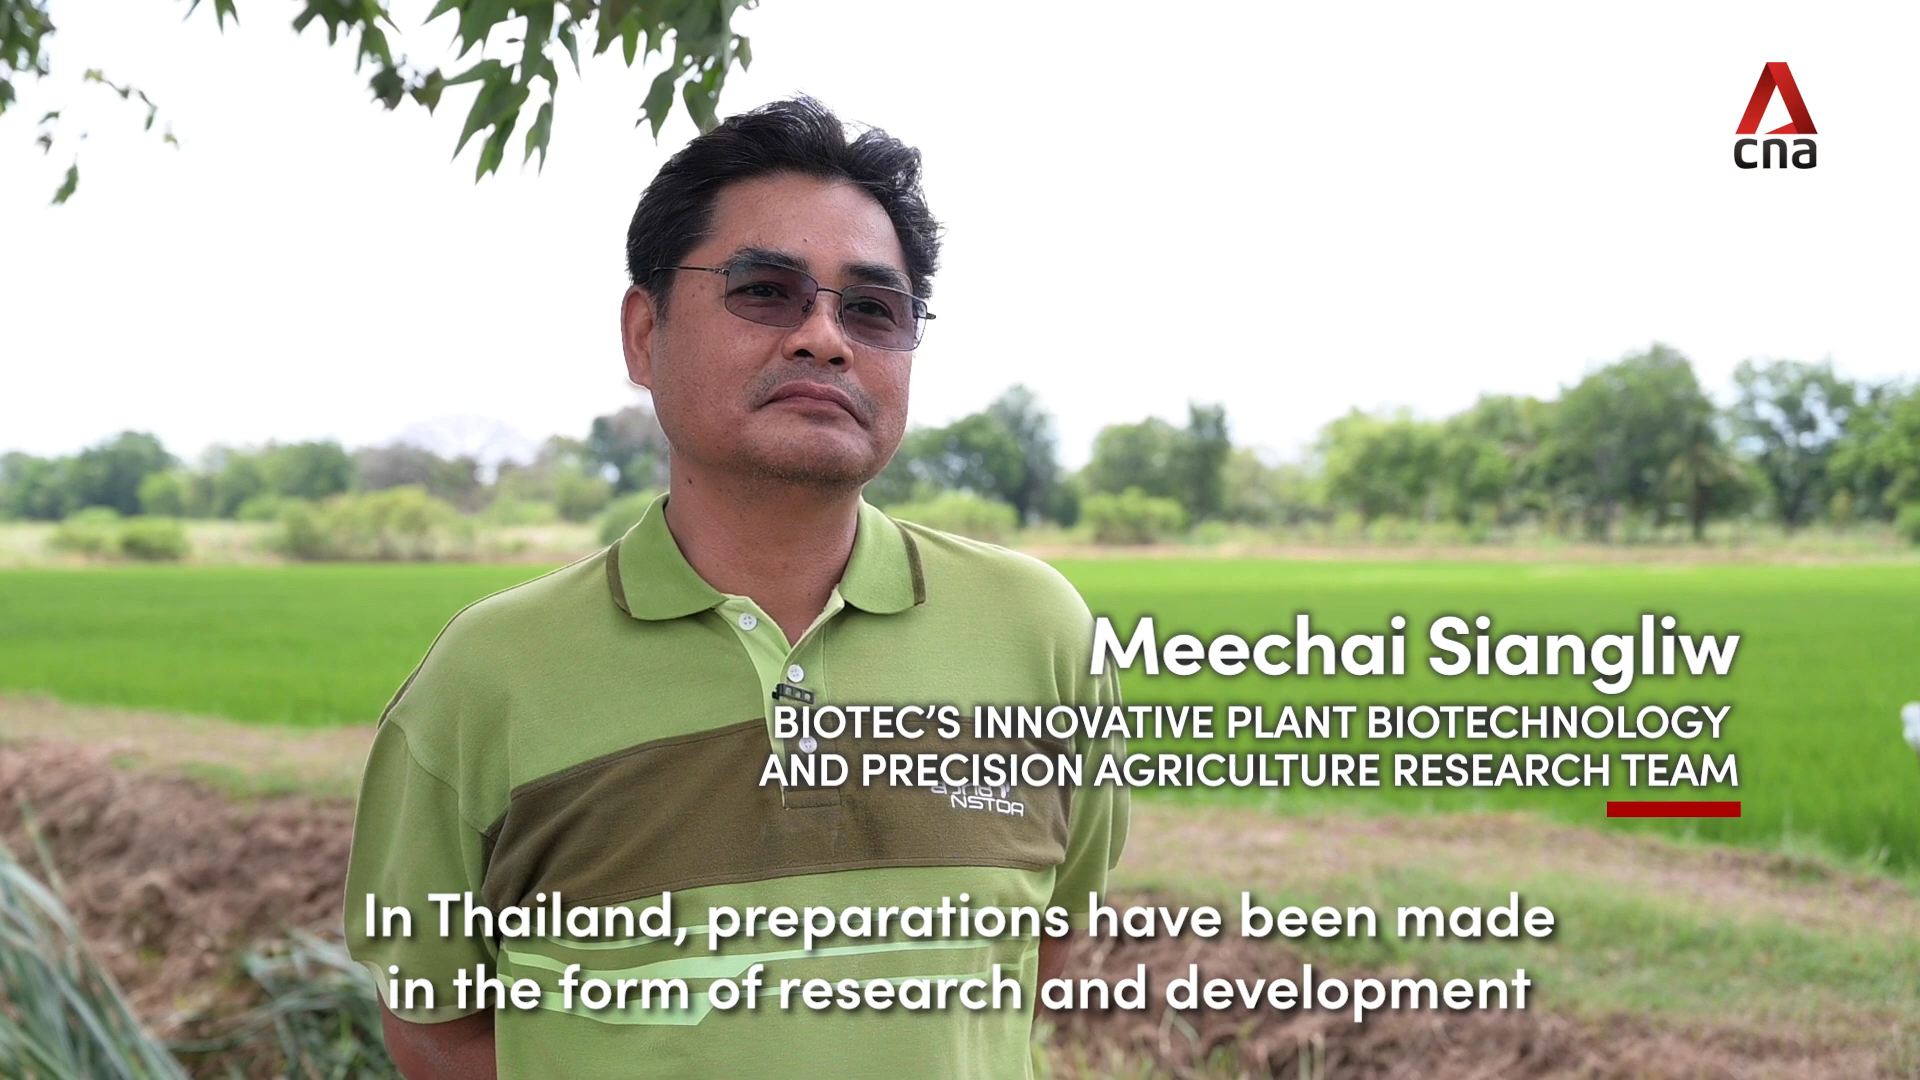 cna
Meechai Siangliw
BIOTEC’S INNOVATIVE PLANT BIOTECHNOLOGY
AND PRECISION AGRICULTURE RESEARCH TEAM
NSTDA
In Thailand, preparations have been made
in the form of research and development